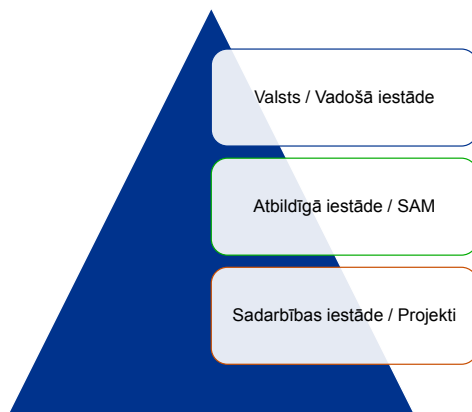 Valsts / Vadošā iestāde
Atbildīgā iestāde / SAM
Sadarbības iestāde / Projekti